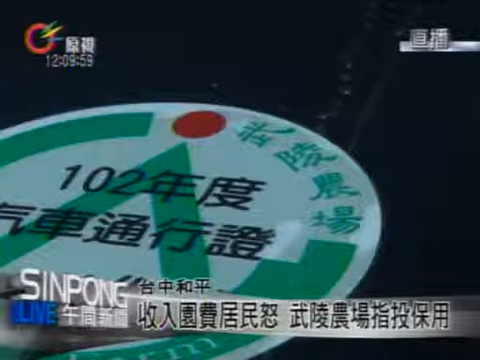 原視
12:09:59
直播
武陵農場
102年度
汽車通行證
Farm
SINPONG
LIVE 午間新聞
台中和平
收入園費居民怒 武陵農場指投保用